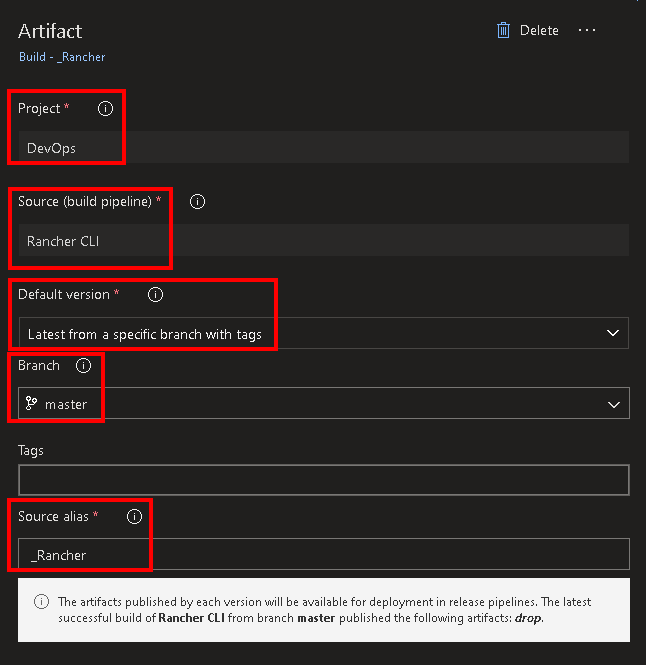 Artifact
Delete
Build - _Rancher
Project *
DevOps
Source (build pipeline) *
Rancher CLI
Default version *
Latest from a specific branch with tags
Branch
master
Tags
Source alias *
_Rancher
The artifacts published by each version will be available for deployment in release pipelines. The latest
successful build of Rancher CLI from branch master published the following artifacts: drop.